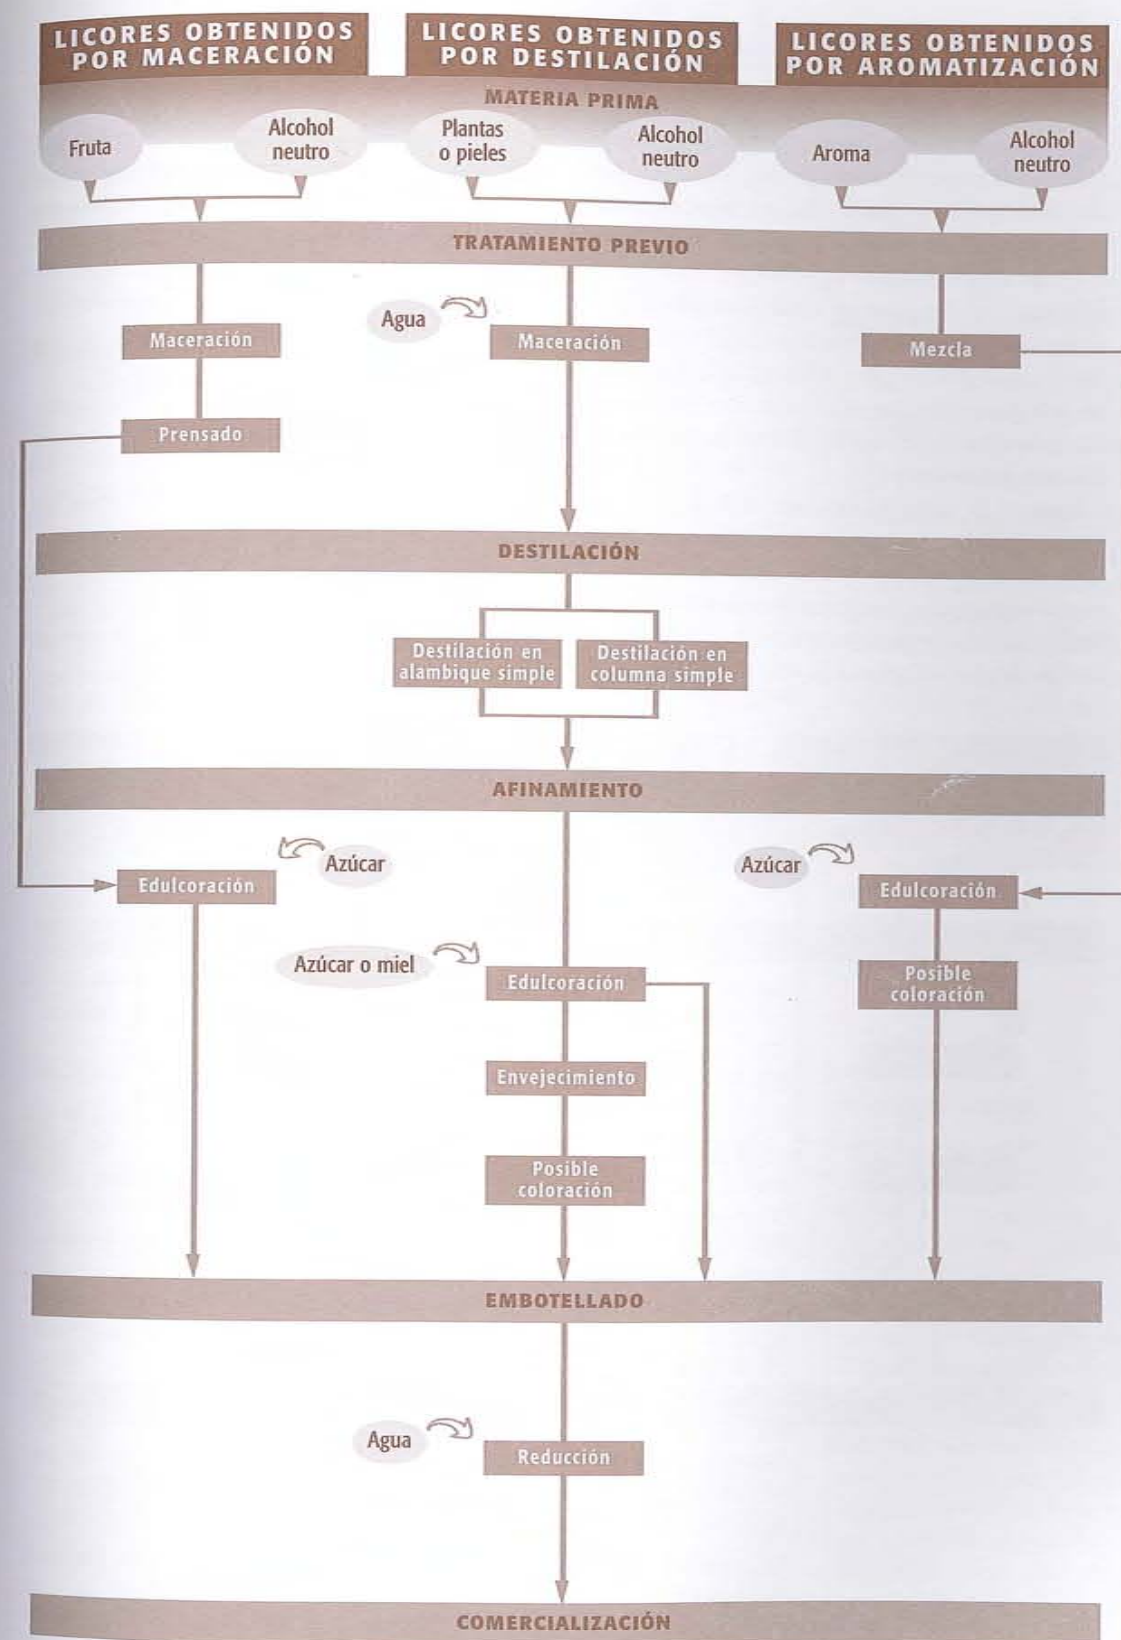 LICORES OBTENIDOS
POR MACERACIÓN
LICORES OBTENIDOS
POR DESTILACIÓN
LICORES OBTENIDOS
POR AROMATIZACIÓN
MATERIA PRIMA
Fruta
Alcohol
neutro
Plantas
o pieles
Alcohol
neutro
Aroma
Alcohol
neutro
TRATAMIENTO PREVIO
Agua
Maceración
Maceración
Mezcla
Prensado
DESTILACIÓN
Destilación en
alambique simple
Destilación en
columna simple
AFINAMIENTO
Azúcar
Edulcoración
Azúcar
Edulcoración
Azúcar o miel
Edulcoración
Posible
coloración
Envejecimiento
Posible
coloración
EMBOTELLADO
Agua
Reducción
COMERCIALIZACIÓN